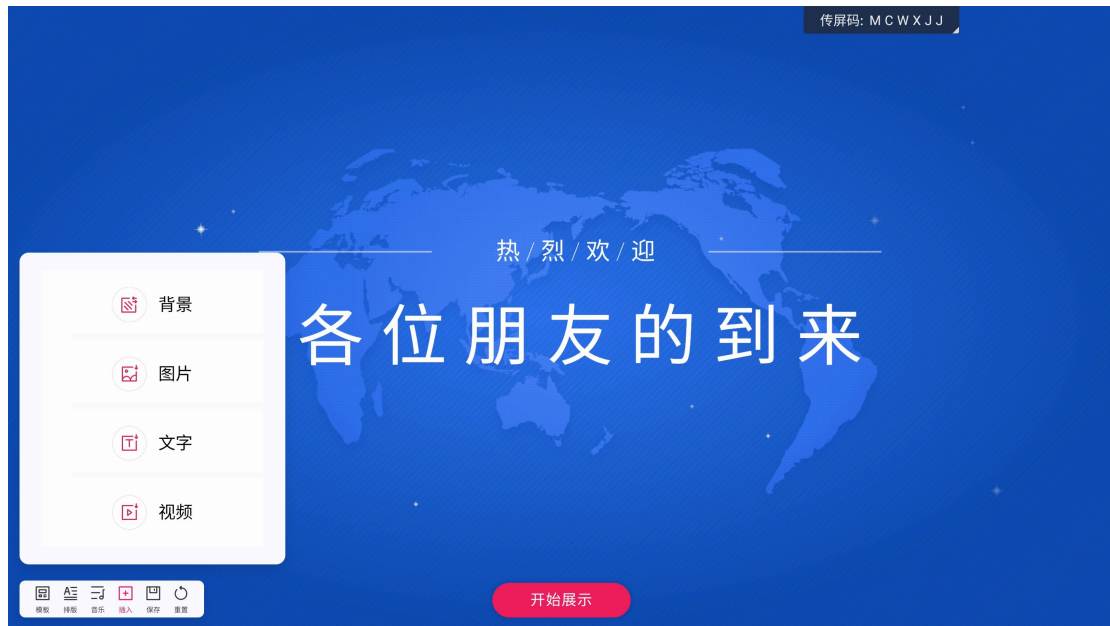 传屏码: MCWXJJ
热/烈/欢/迎
各位朋友的到来
背景
图片
文字
视频
模板 排版 音乐 插入 保存 重置
开始展示